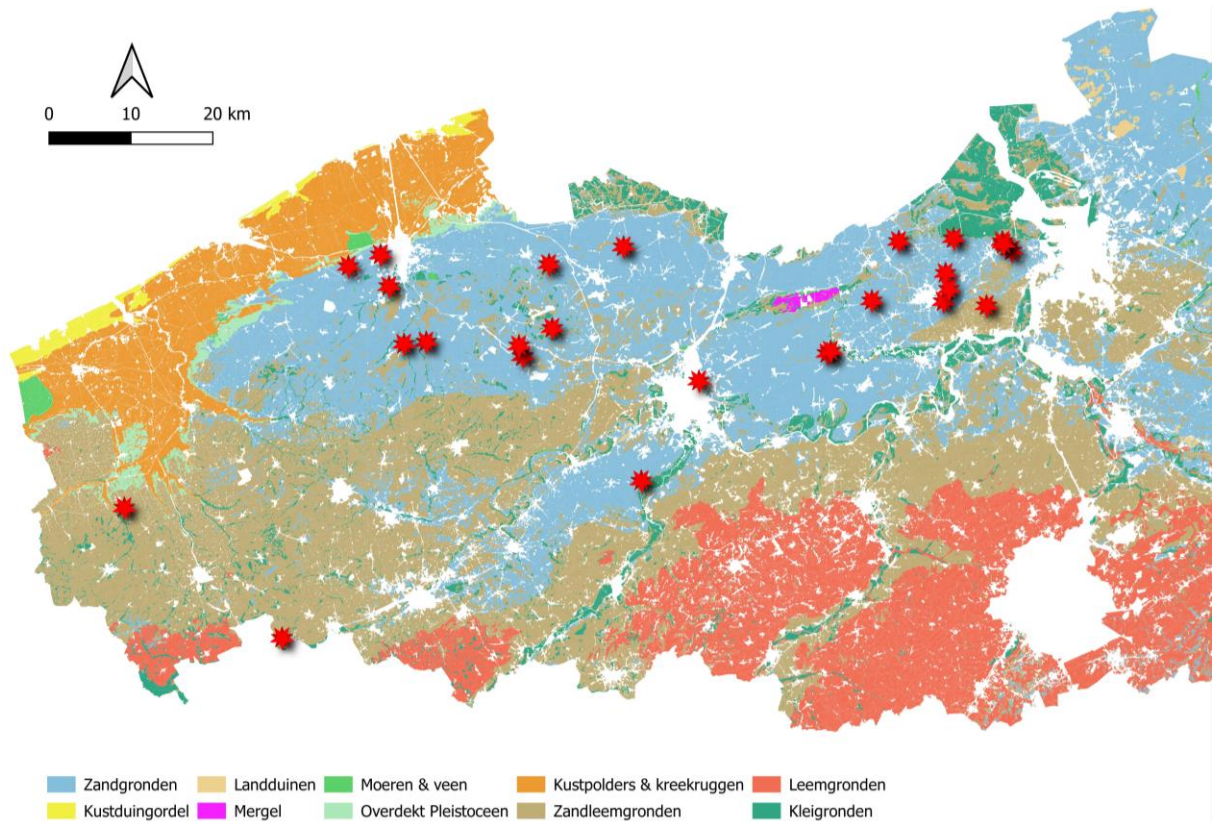 0 10 20 km
Zandgronden Landduinen Moeren & veen Kustpolders & kreekruggen Leemgronden
Kustduingordel Mergel Overdekt Pleistoceen Zandleemgronden Kleigronden